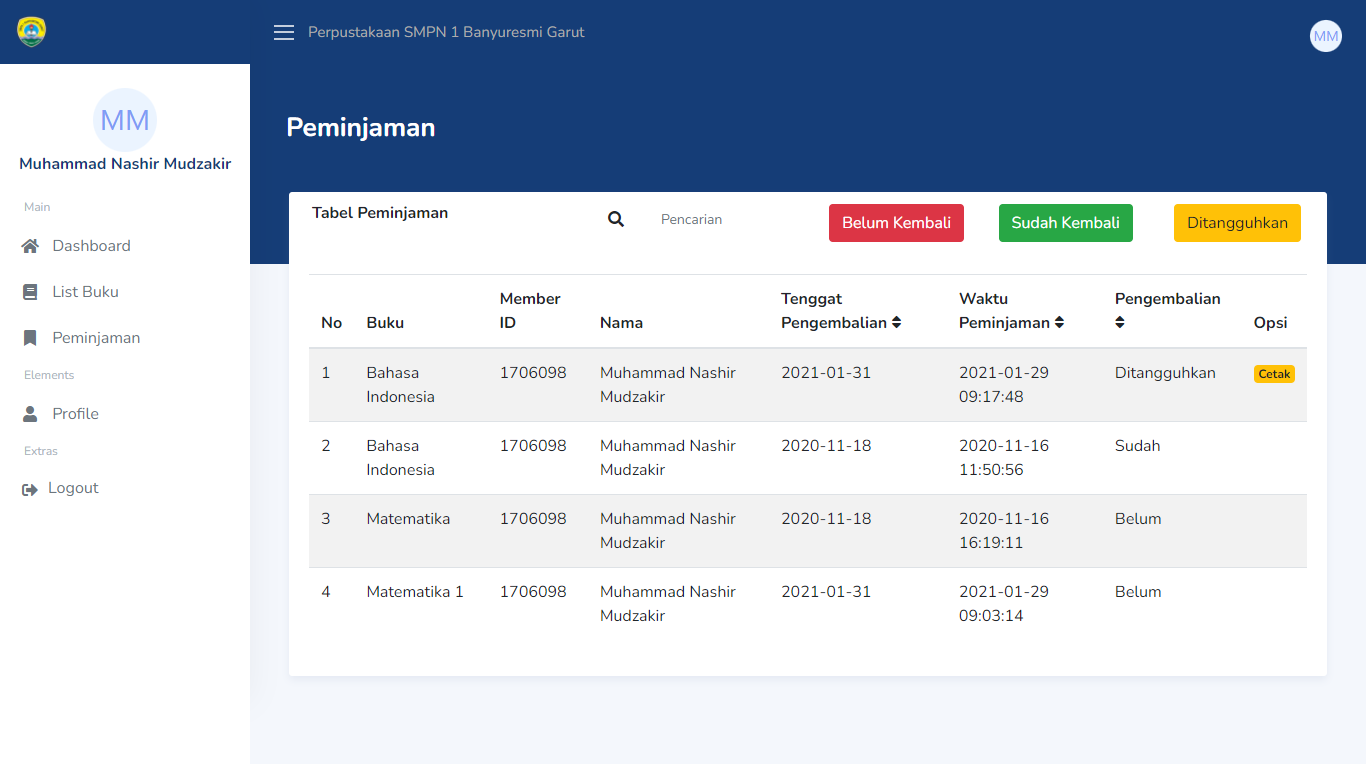 Perpustakaan SMPN 1 Banyuresmi Garut
MM
MM
Muhammad Nashir Mudzakir
Main
Dashboard
List Buku
Peminjaman
Elements
Profile
Extras
Logout
Peminjaman
Tabel Peminjaman
Pencarian
Belum Kembali
Sudah Kembali
Ditangguhkan
No Buku Member ID Nama Tenggat Pengembalian Waktu Peminjaman Pengembalian Opsi
1 Bahasa Indonesia 1706098 Muhammad Nashir Mudzakir 2021-01-31 2021-01-29 09:17:48 Ditangguhkan Cetak
2 Bahasa Indonesia 1706098 Muhammad Nashir Mudzakir 2020-11-18 2020-11-16 11:50:56 Sudah
3 Matematika 1706098 Muhammad Nashir Mudzakir 2020-11-18 2020-11-16 16:19:11 Belum
4 Matematika 1 1706098 Muhammad Nashir Mudzakir 2021-01-31 2021-01-29 09:03:14 Belum